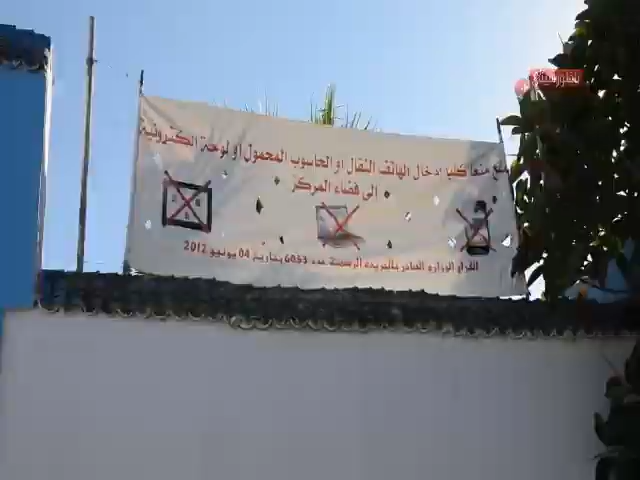 يمنع منعا كليا ادخال الهاتف النقال او الحاسوب المحمول او لوحة الكترونية
الى فضاء المركز
القرار الوزاري الصادر بالجريدة الرسمية عدد 6053 بتاريخ 04 يونيو 2012